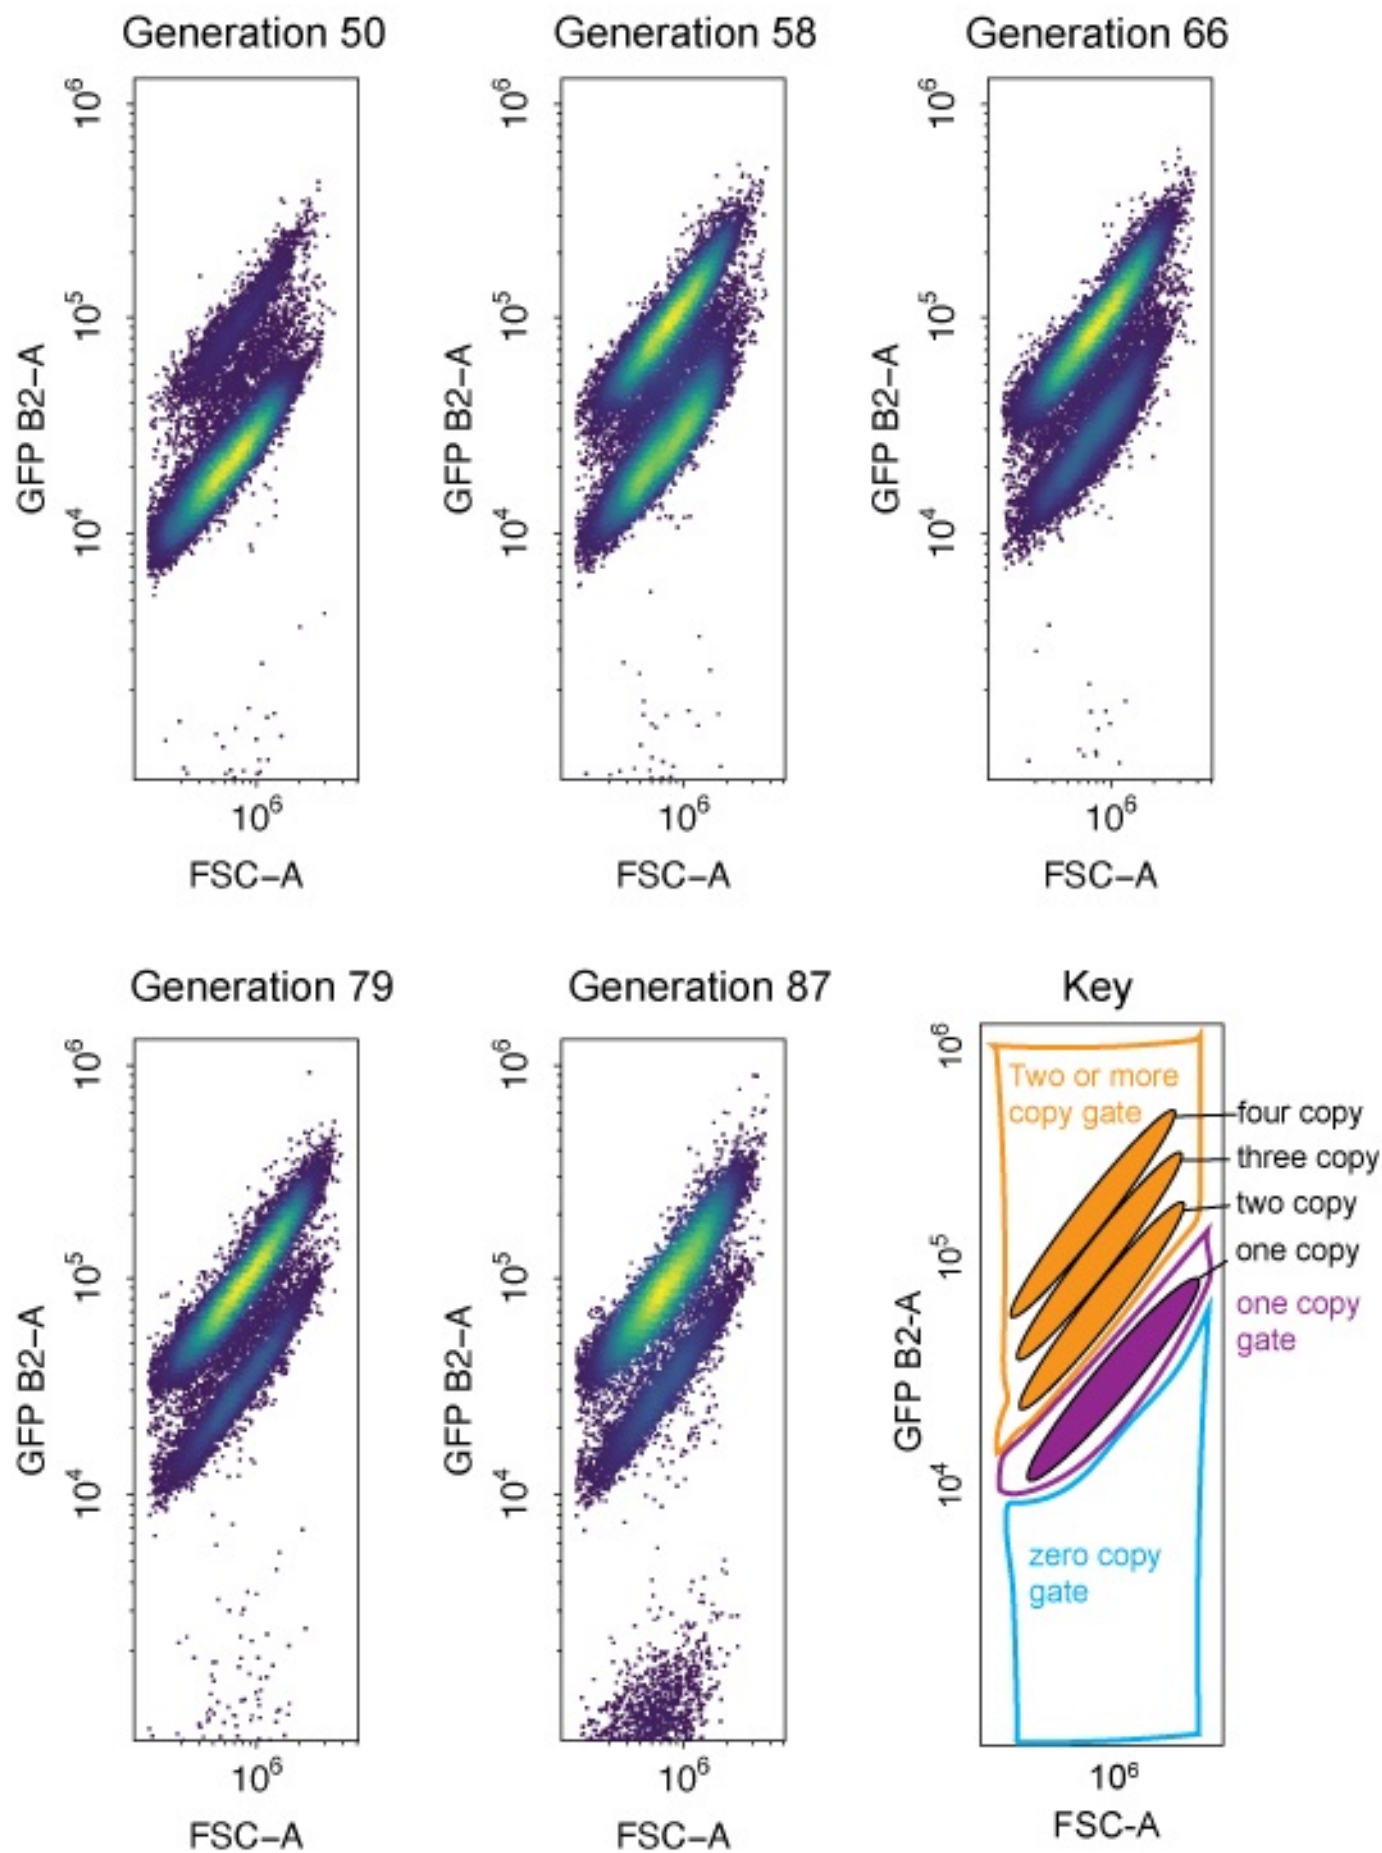 Generation 50
Generation 58
Generation 66
10⁶
10⁵
10⁴
GFP B2–A
10⁶
FSC–A
10⁶
10⁵
10⁴
GFP B2–A
10⁶
FSC–A
10⁶
10⁵
10⁴
GFP B2–A
10⁶
FSC–A
Generation 79
Generation 87
Key
10⁶
10⁵
10⁴
GFP B2–A
10⁶
FSC–A
10⁶
10⁵
10⁴
GFP B2–A
10⁶
FSC–A
10⁶
10⁵
10⁴
GFP B2-A
Two or more
copy gate
four copy
three copy
two copy
one copy
one copy
gate
zero copy
gate
10⁶
FSC-A